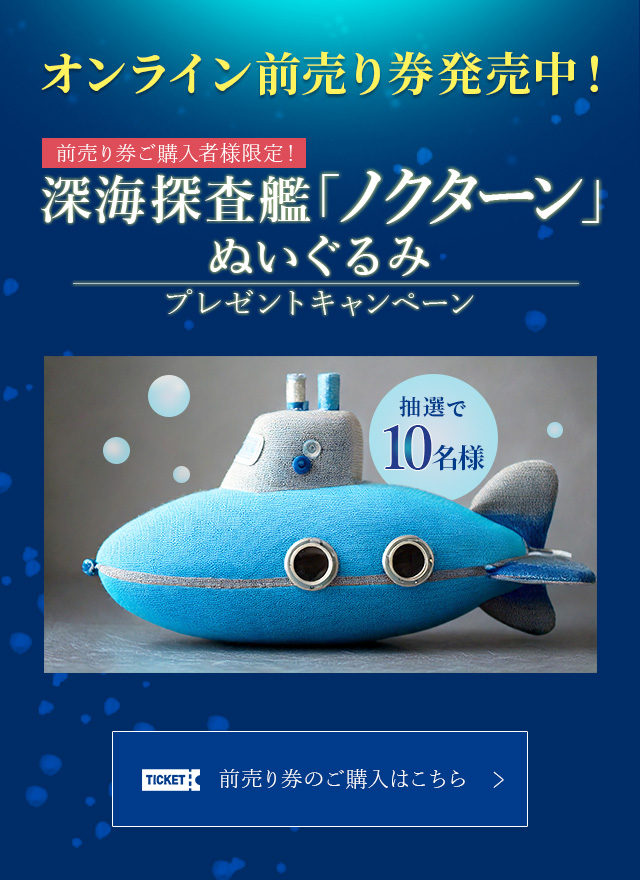 オンライン前売り券発売中！
前売り券ご購入者様限定！
深海探査艦「ノクターン」
ぬいぐるみ
プレゼントキャンペーン
抽選で
10名様
TICKET
前売り券のご購入はこちら